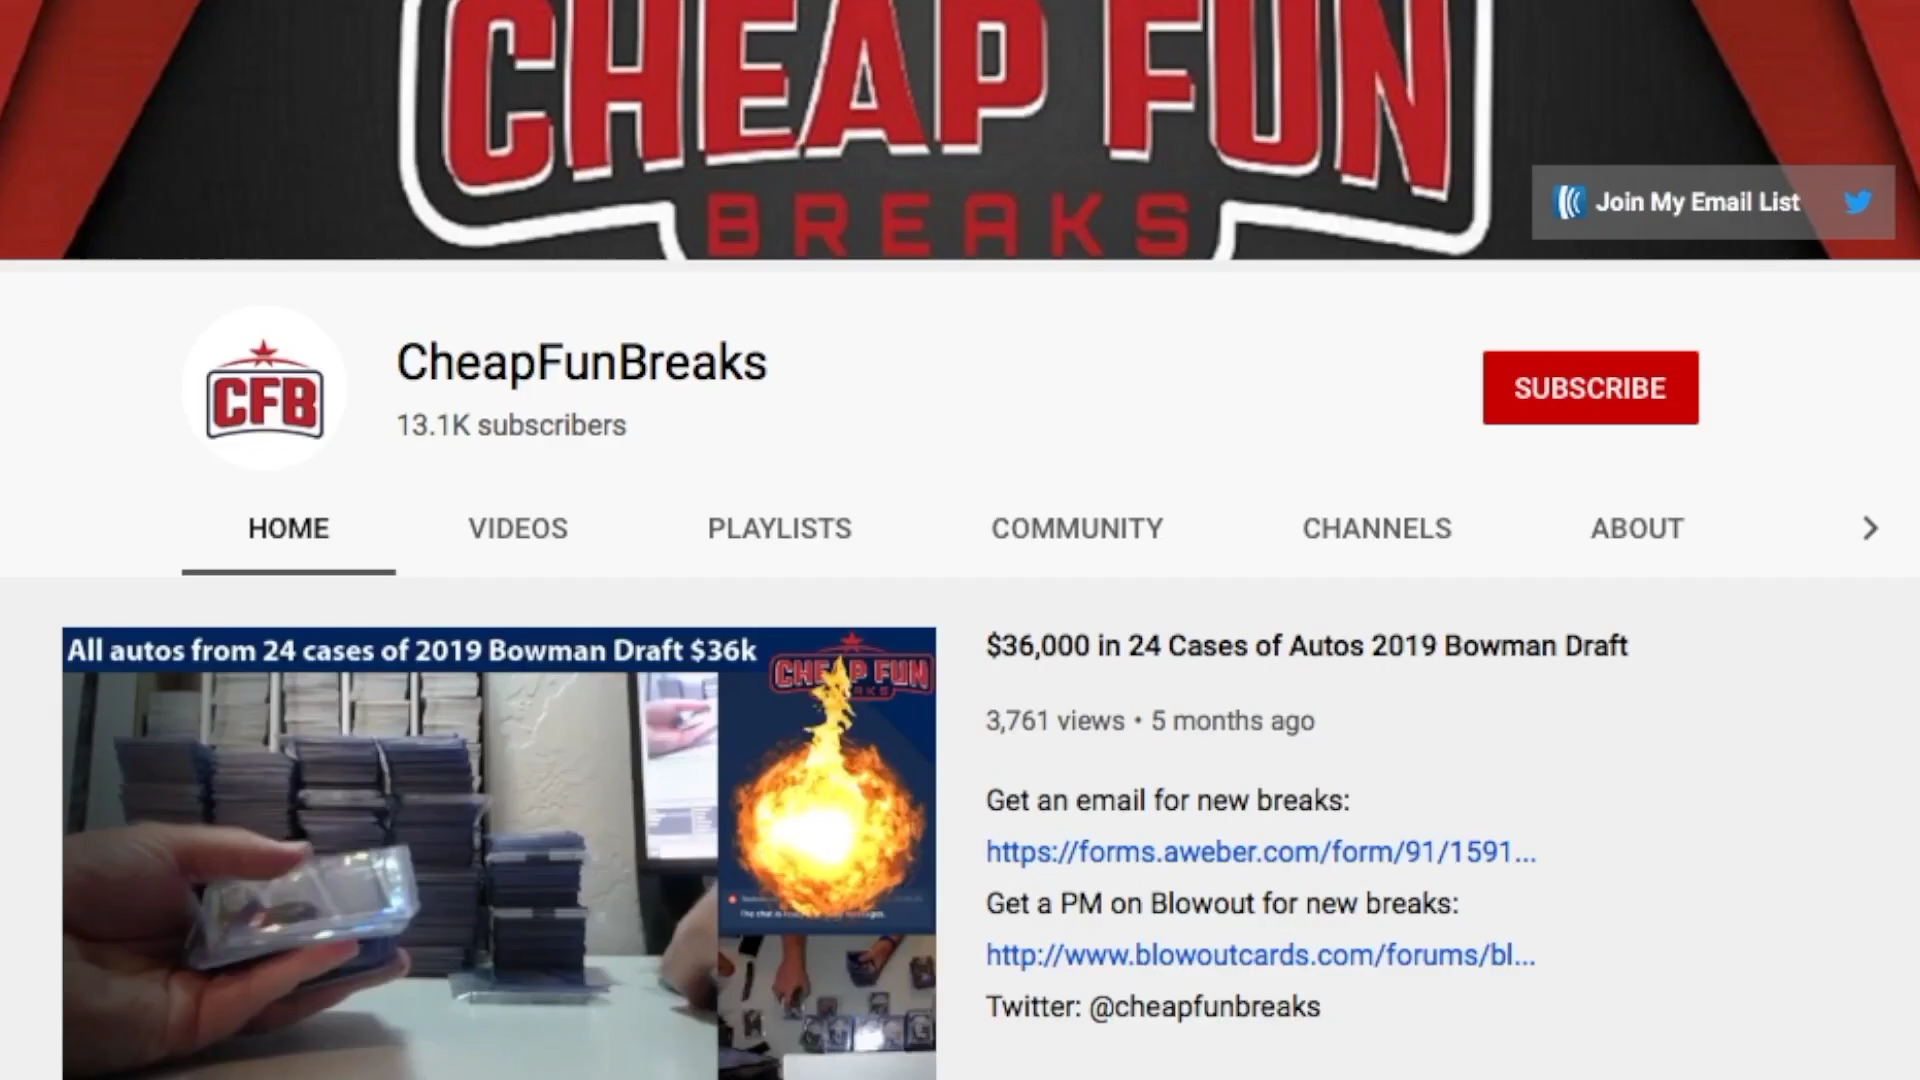 CHEAP FUN
BREAKS
Join My Email List
CFB
CheapFunBreaks
13.1K subscribers
SUBSCRIBE
HOME
VIDEOS
PLAYLISTS
COMMUNITY
CHANNELS
ABOUT
All autos from 24 cases of 2019 Bowman Draft $36k
CHEAP FUN
$36,000 in 24 Cases of Autos 2019 Bowman Draft
3,761 views • 5 months ago
Get an email for new breaks:
https://forms.aweber.com/form/91/1591...
Get a PM on Blowout for new breaks:
http://www.blowoutcards.com/forums/bl...
Twitter: @cheapfunbreaks